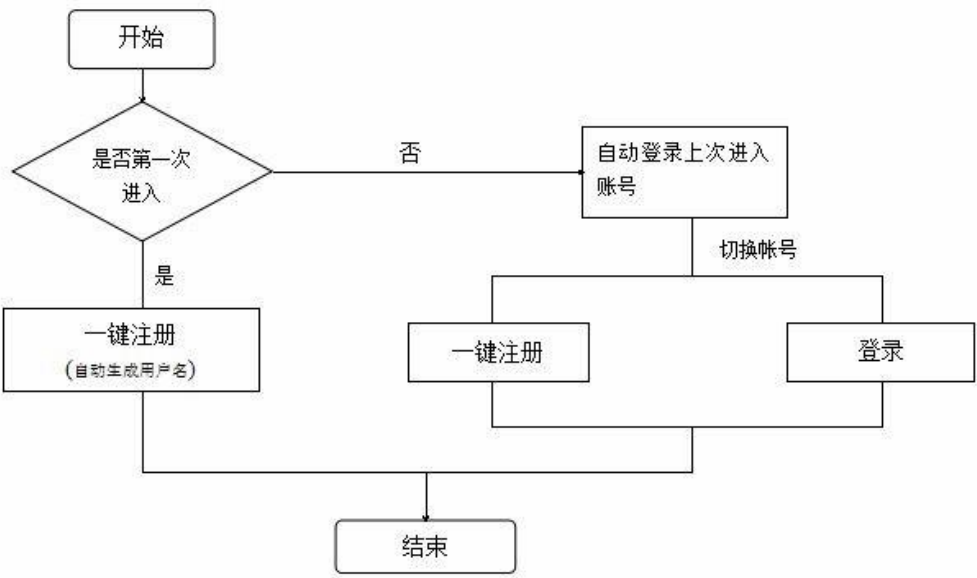 开始
是否第一次
进入
否
自动登录上次进入
账号
切换帐号
是
一键注册
(自动生成用户名)
一键注册
登录
结束